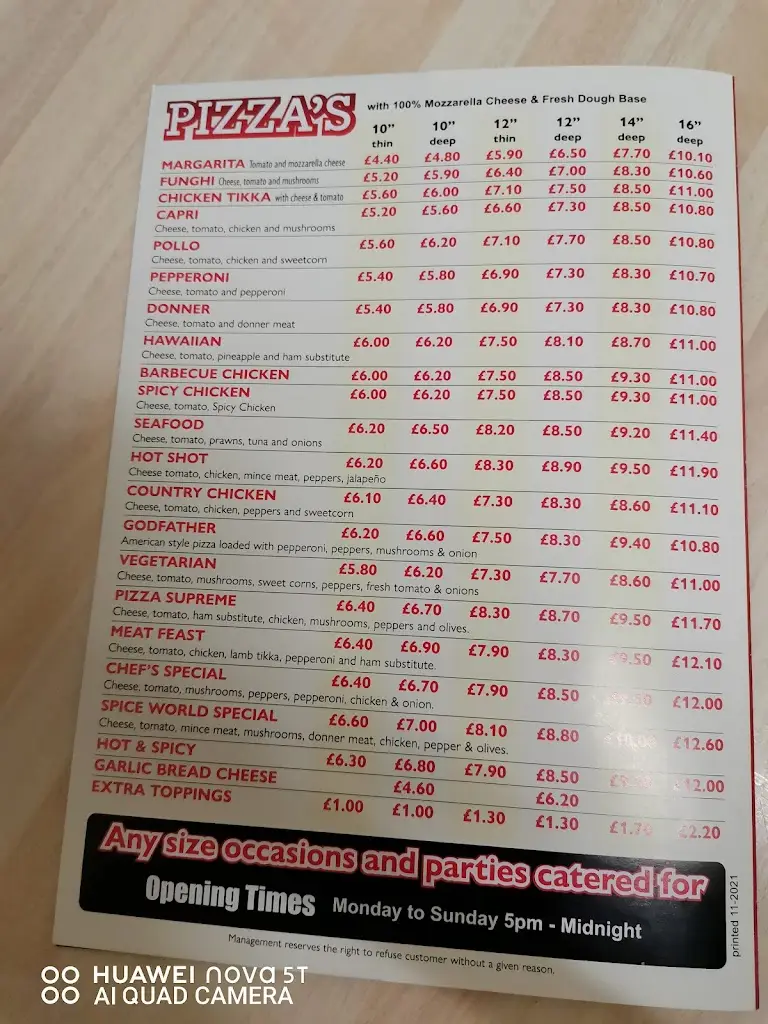 PIZZA'S with 100% Mozzarella Cheese & Fresh Dough Base
10" 10" 12" 12" 14" 16"
thin deep thin deep deep deep
MARGARITA Tomato and mozzarella cheese £4.40 £4.80 £5.90 £6.50 £7.70 £10.10
FUNGHI Cheese, tomato and mushrooms £5.20 £5.90 £6.40 £7.00 £8.30 £10.60
CHICKEN TIKKA with cheese & tomato £5.60 £6.00 £7.10 £7.50 £8.50 £11.00
CAPRI £5.20 £5.60 £6.60 £7.30 £8.50 £10.80
Cheese, tomato, chicken and mushrooms
POLLO £5.60 £6.20 £7.10 £7.70 £8.50 £10.80
Cheese, tomato, chicken and sweetcorn
PEPPERONI £5.40 £5.80 £6.90 £7.30 £8.30 £10.70
Cheese, tomato and pepperoni
DONNER £5.40 £5.80 £6.90 £7.30 £8.30 £10.80
Cheese, tomato and donner meat
HAWAIIAN £6.00 £6.20 £7.50 £8.10 £8.70 £11.00
Cheese, tomato, pineapple and ham substitute
BARBECUE CHICKEN £6.00 £6.20 £7.50 £8.50 £9.30 £11.00
SPICY CHICKEN £6.00 £6.20 £7.50 £8.50 £9.30 £11.00
Cheese, tomato, Spicy Chicken
SEAFOOD £6.20 £6.50 £8.20 £8.50 £9.20 £11.40
Cheese, tomato, prawns, tuna and onions
HOT SHOT £6.20 £6.60 £8.30 £8.90 £9.50 £11.90
Cheese tomato, chicken, mince meat, peppers, jalapeño
COUNTRY CHICKEN £6.10 £6.40 £7.30 £8.30 £8.60 £11.10
Cheese, tomato, chicken, peppers and sweetcorn
GODFATHER £6.20 £6.60 £7.50 £8.30 £9.40 £10.80
American style pizza loaded with pepperoni, peppers, mushrooms & onion
VEGETARIAN £5.80 £6.20 £7.30 £7.70 £8.60 £11.00
Cheese, tomato, mushrooms, sweet corns, peppers, fresh tomato & onions
PIZZA SUPREME £6.40 £6.70 £8.30 £8.70 £9.50 £11.70
Cheese, tomato, ham substitute, chicken, mushrooms, peppers and olives.
MEAT FEAST £6.40 £6.90 £7.90 £8.30 £9.50 £12.10
Cheese, tomato, chicken, lamb tikka, pepperoni and ham substitute.
CHEF'S SPECIAL £6.40 £6.70 £7.90 £8.50 £12.00
Cheese, tomato, mushrooms, peppers, pepperoni, chicken & onion.
SPICE WORLD SPECIAL £6.60 £7.00 £8.10 £8.80 £12.60
Cheese, tomato, mince meat, mushrooms, donner meat, chicken, pepper & olives.
HOT & SPICY £6.30 £6.80 £7.90 £8.50 £12.00
GARLIC BREAD CHEESE £4.60 £6.20
EXTRA TOPPINGS £1.00 £1.00 £1.30 £1.30 £1.70 £2.20
Any size occasions and parties catered for
Opening Times Monday to Sunday 5pm - Midnight
Management reserves the right to refuse customer without a given reason.
printed 11-2021
HUAWEI nova 5T
AI QUAD CAMERA